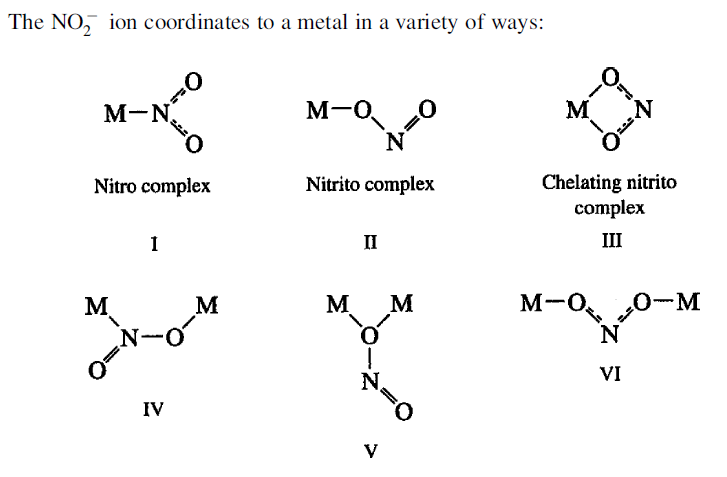 The NO₂⁻ ion coordinates to a metal in a variety of ways:
M–N O O
M–O N O
M O O N
Nitro complex
Nitrito complex
Chelating nitrito
complex
I
II
III
M N–O M O
M M O N O
M–O N O–M
IV
V
VI